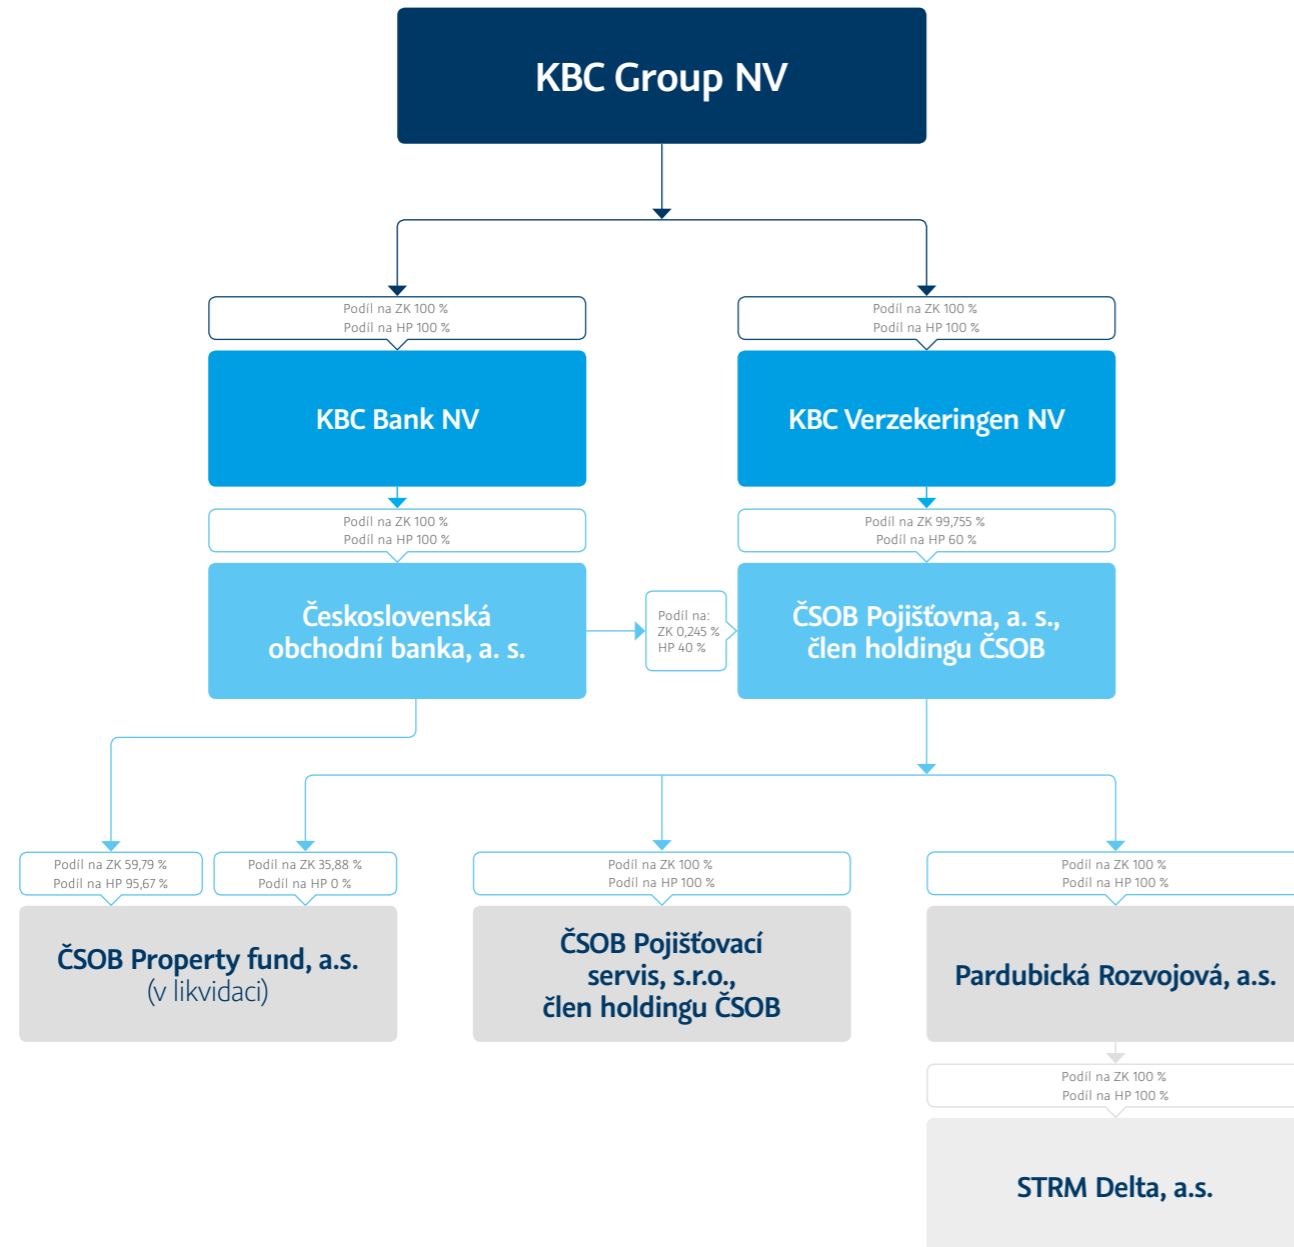 KBC Group NV
Podíl na ZK 100 %
Podíl na HP 100 %
Podíl na ZK 100 %
Podíl na HP 100 %
KBC Bank NV
KBC Verzekeringen NV
Podíl na ZK 100 %
Podíl na HP 100 %
Podíl na ZK 99,755 %
Podíl na HP 60 %
Československá
obchodní banka, a. s.
Podíl na:
ZK 0,245 %
HP 40 %
ČSOB Pojišťovna, a. s.,
člen holdingu ČSOB
Podíl na ZK 59,79 %
Podíl na HP 95,67 %
Podíl na ZK 35,88 %
Podíl na HP 0 %
Podíl na ZK 100 %
Podíl na HP 100 %
Podíl na ZK 100 %
Podíl na HP 100 %
ČSOB Property fund, a.s.
(v likvidaci)
ČSOB Pojišťovací
servis, s.r.o.,
člen holdingu ČSOB
Pardubická Rozvojová, a.s.
Podíl na ZK 100 %
Podíl na HP 100 %
STRM Delta, a.s.